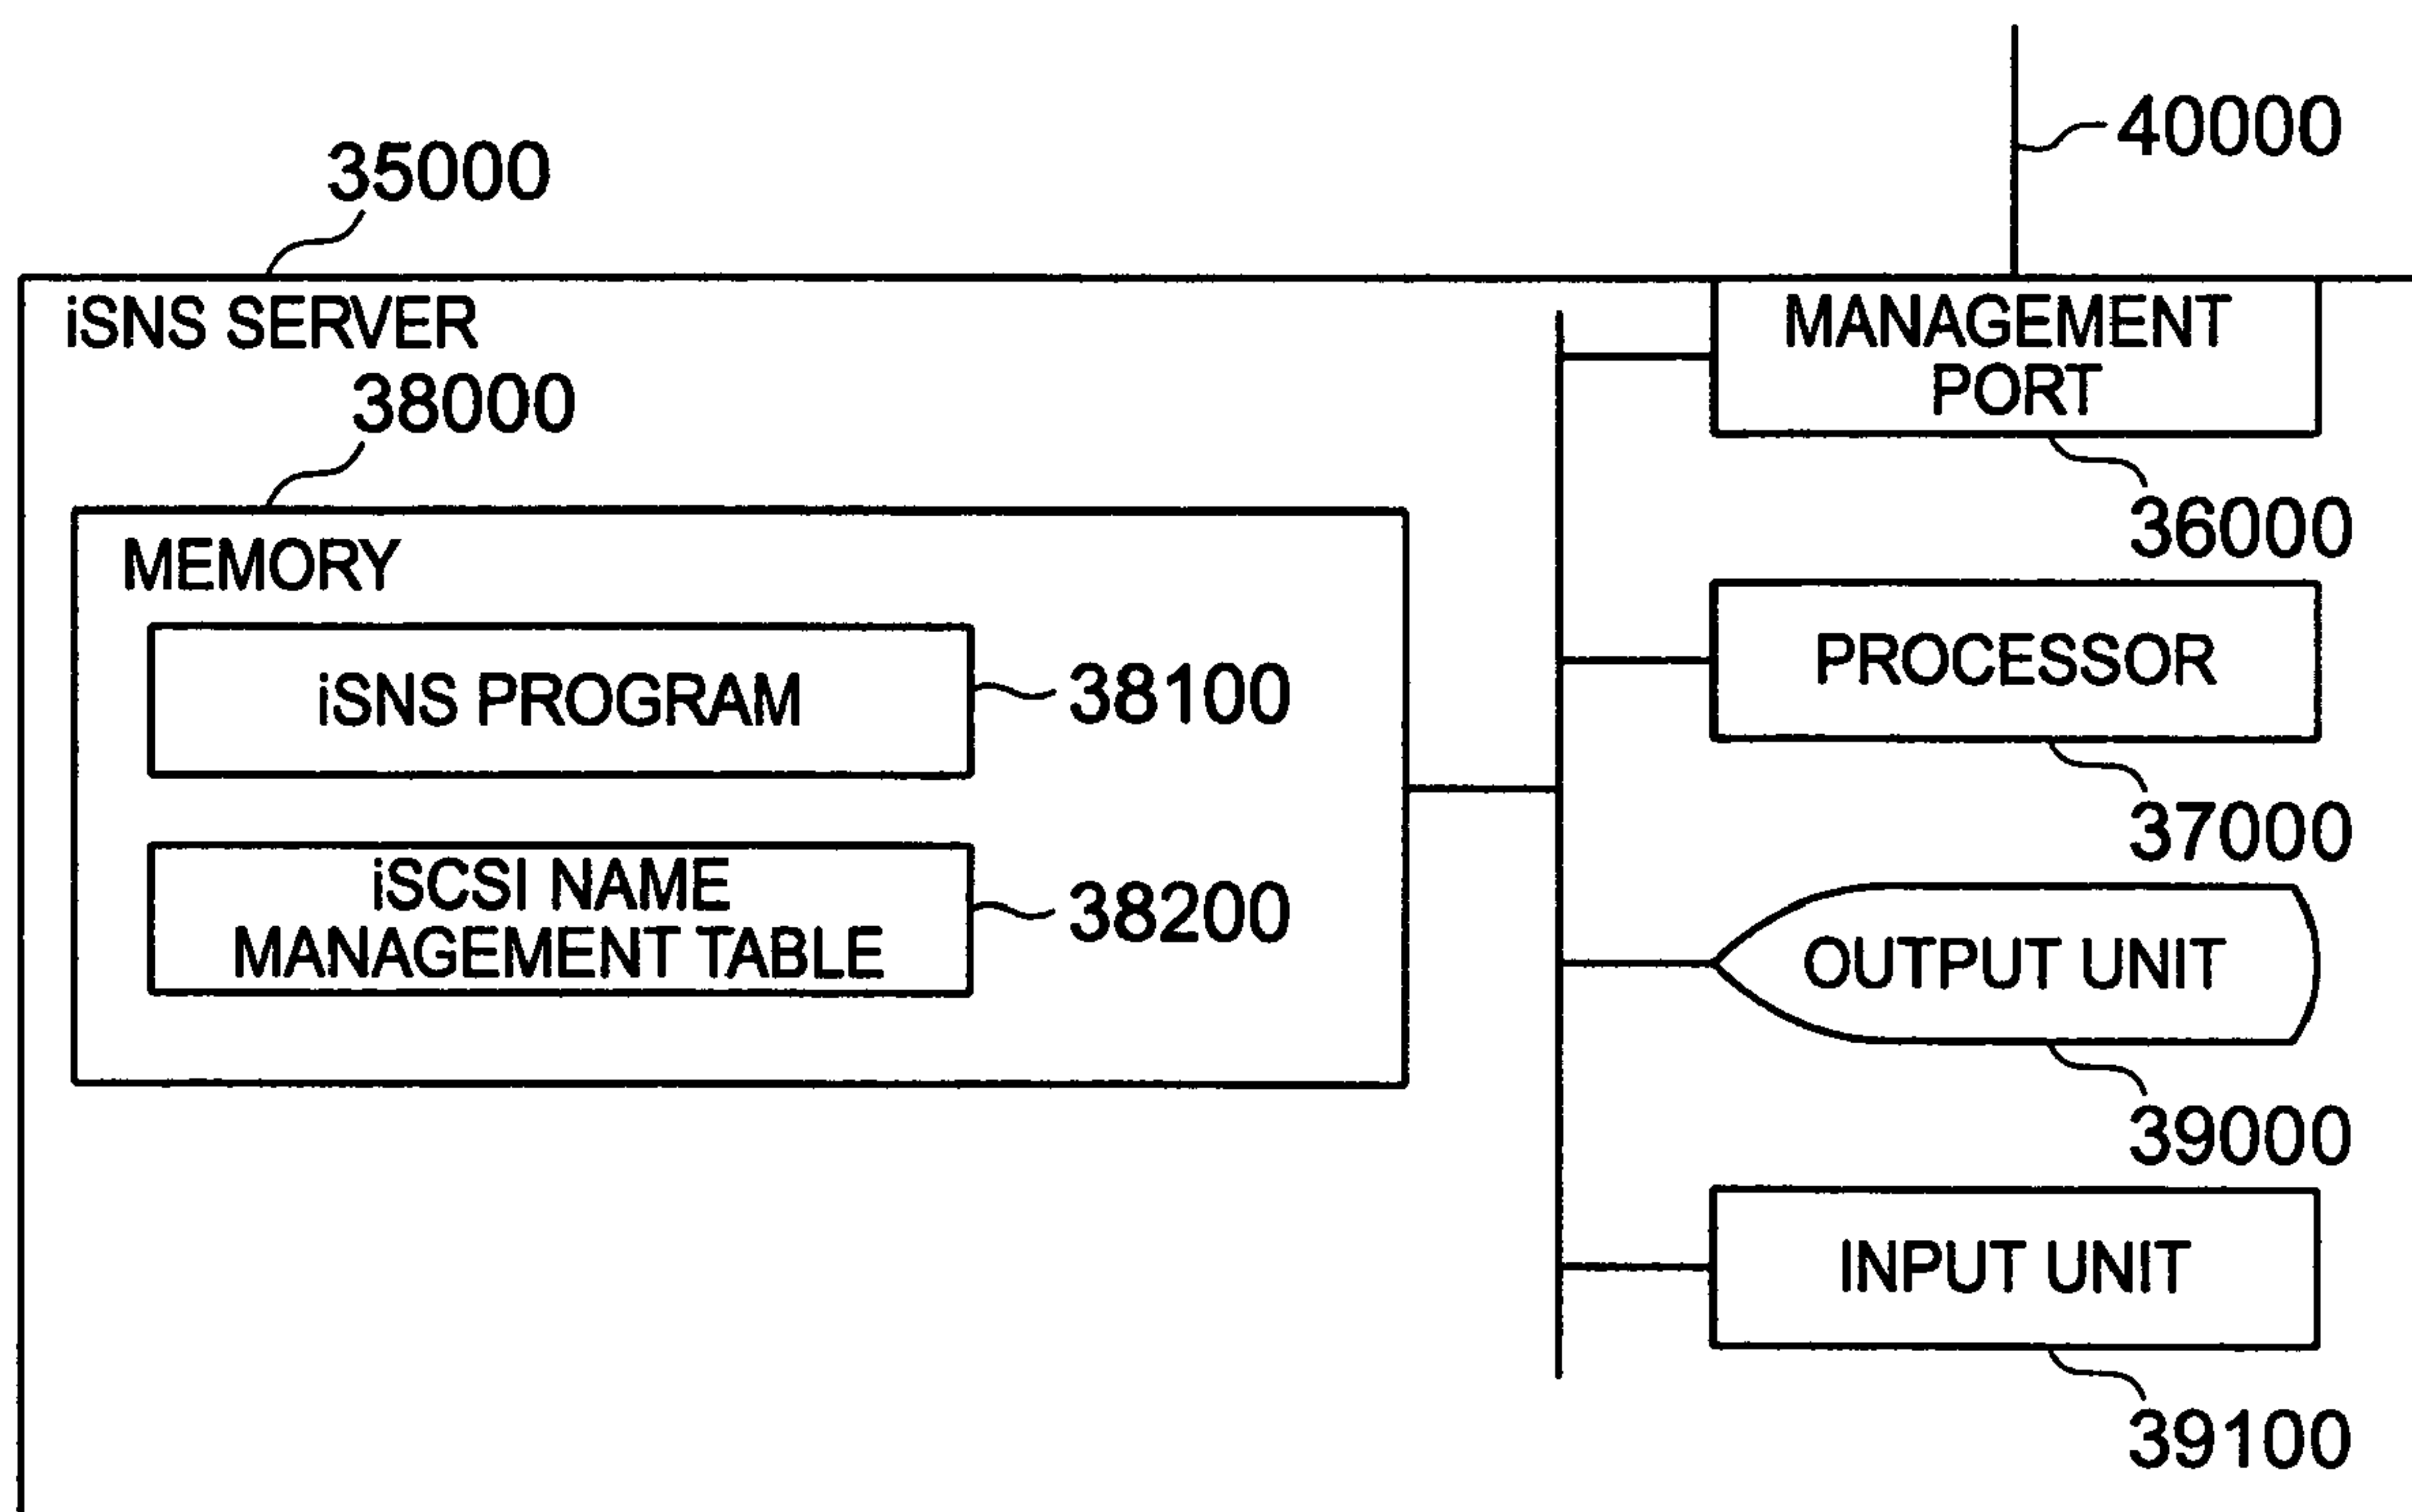 40000
35000
iSNS SERVER
MANAGEMENT
PORT
38000
36000
MEMORY
iSNS PROGRAM
38100
PROCESSOR
37000
iSCSI NAME
MANAGEMENT TABLE
38200
OUTPUT UNIT
39000
INPUT UNIT
39100